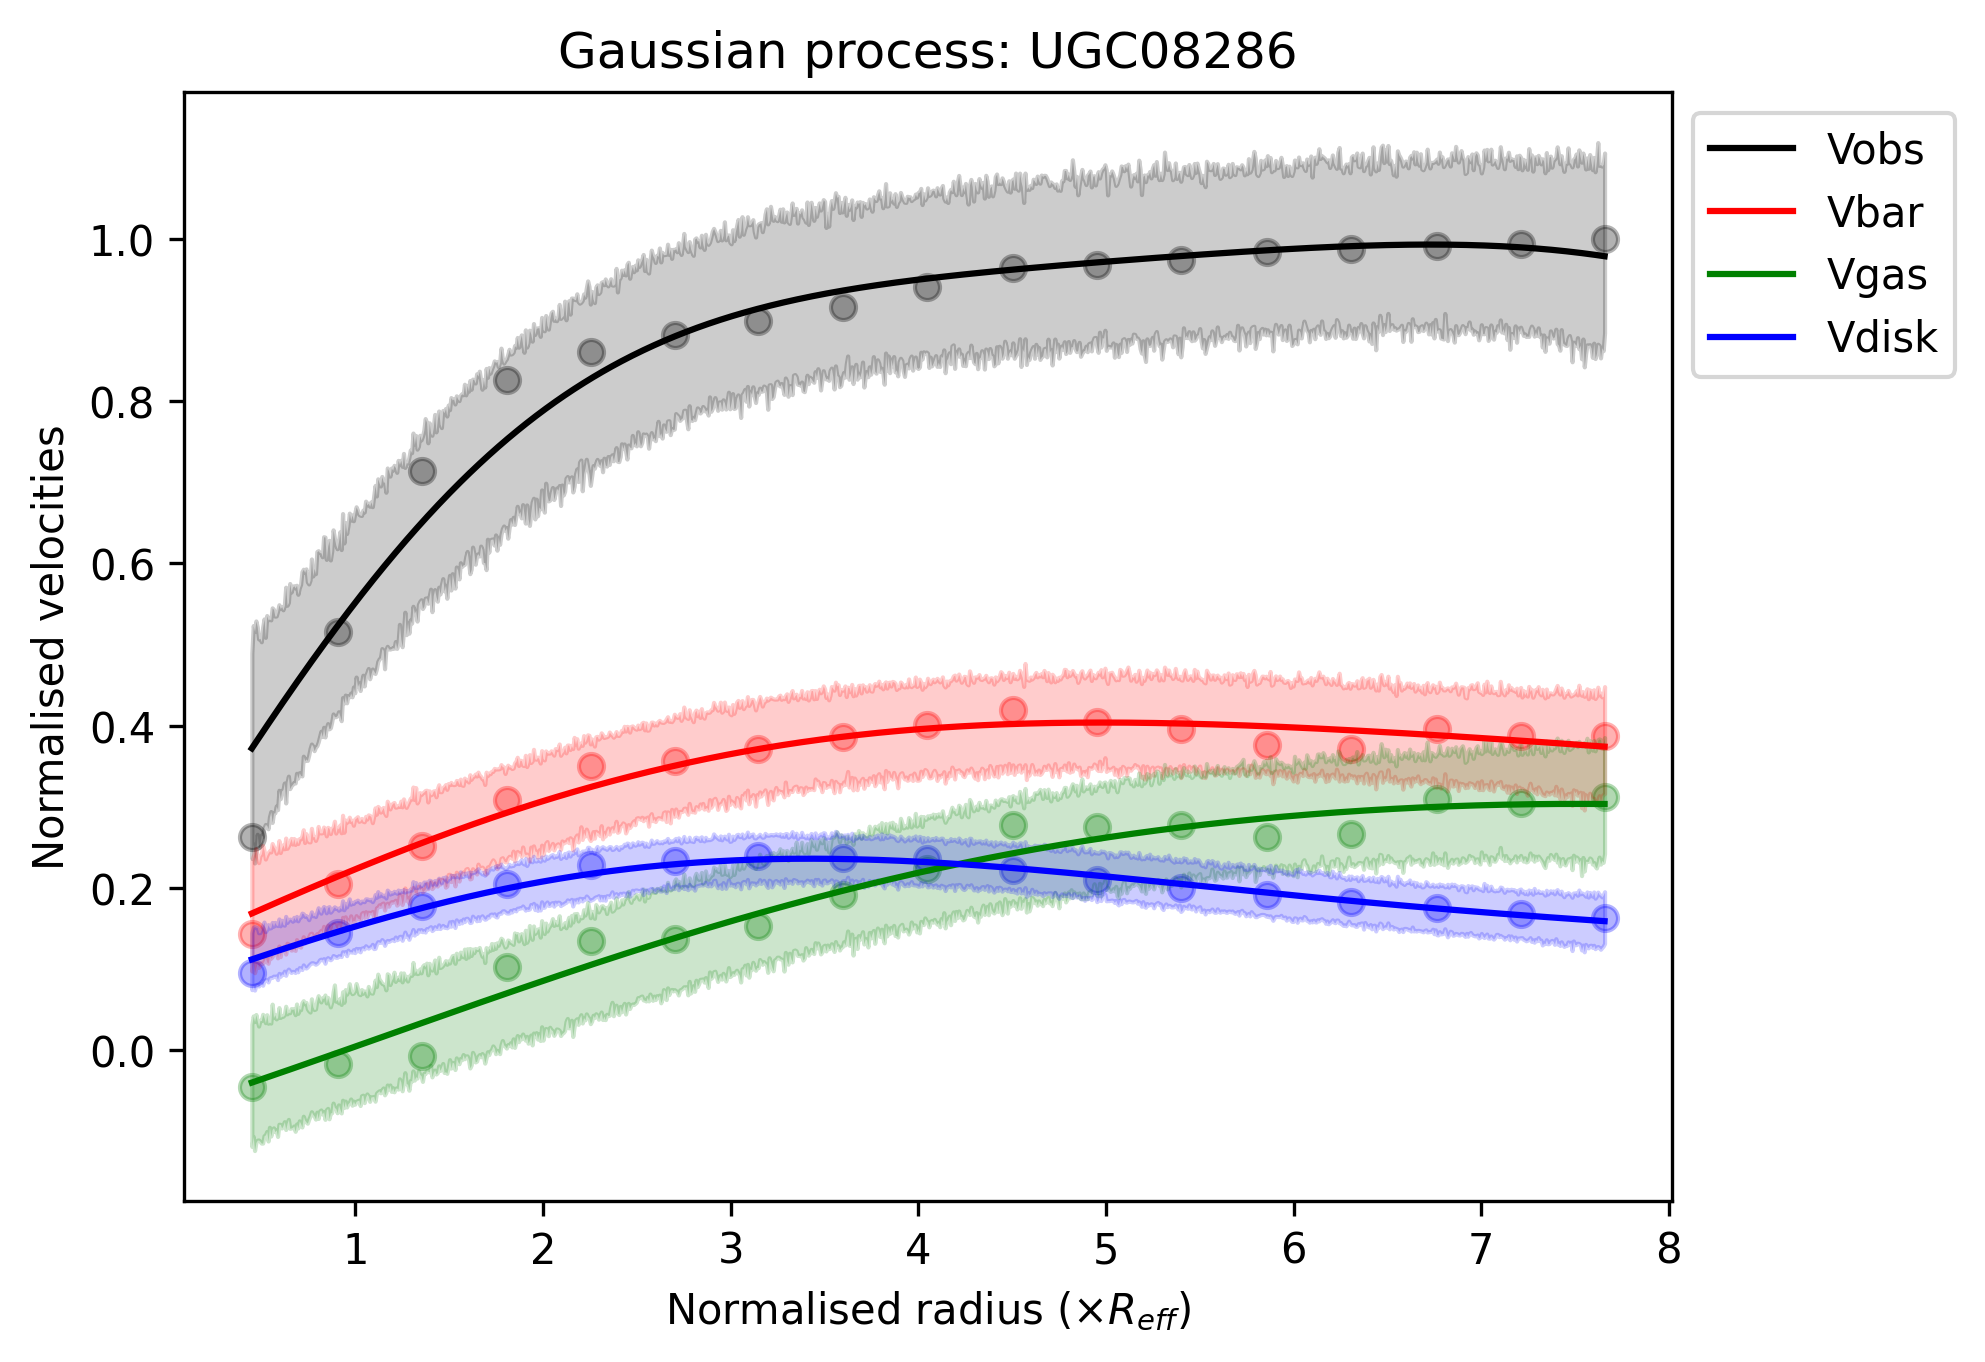 Gaussian process: UGC08286
Vobs
Vbar
Vgas
Vdisk
Normalised velocities
1.0
0.8
0.6
0.4
0.2
0.0
1 2 3 4 5 6 7 8
Normalised radius (×R_eff)